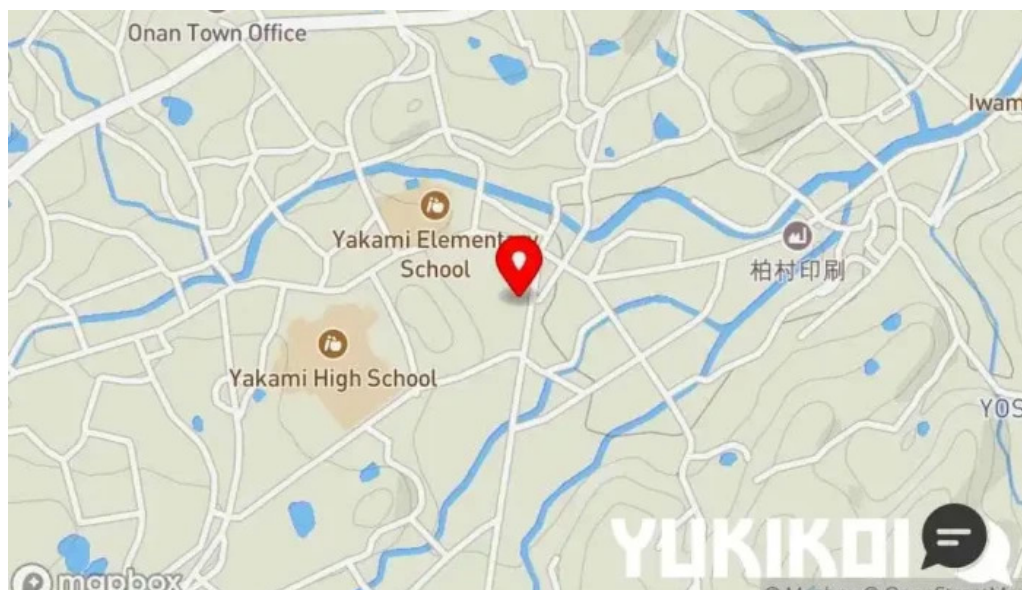 Onan Town Office
Iwam
Yakami Elementary
School
柏村印刷
Yakami High School
YOS
YUKIKOI
mapbox